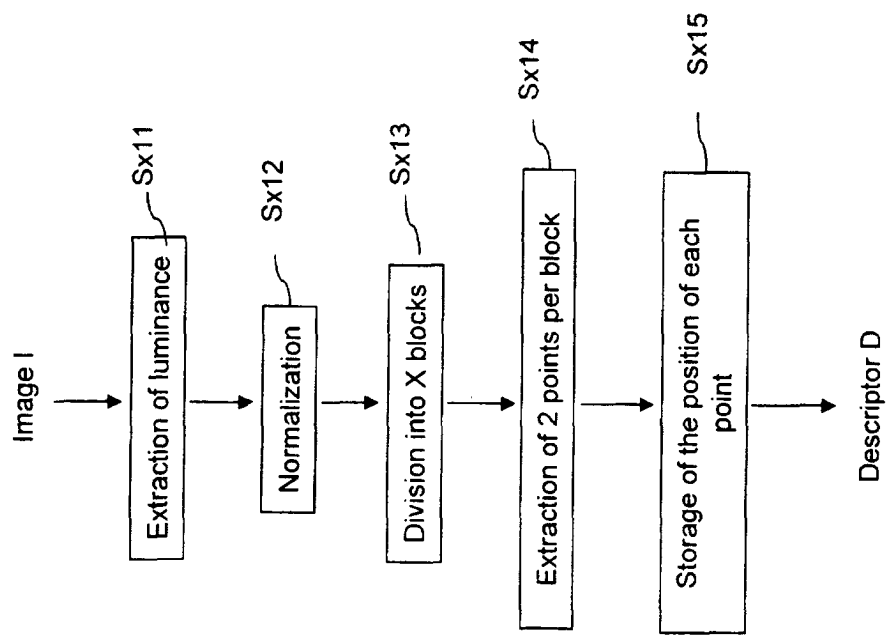 Image I
Extraction of luminance
Sx11
Normalization
Sx12
Division into X blocks
Sx13
Extraction of 2 points per block
Sx14
Storage of the position of each
point
Sx15
Descriptor D